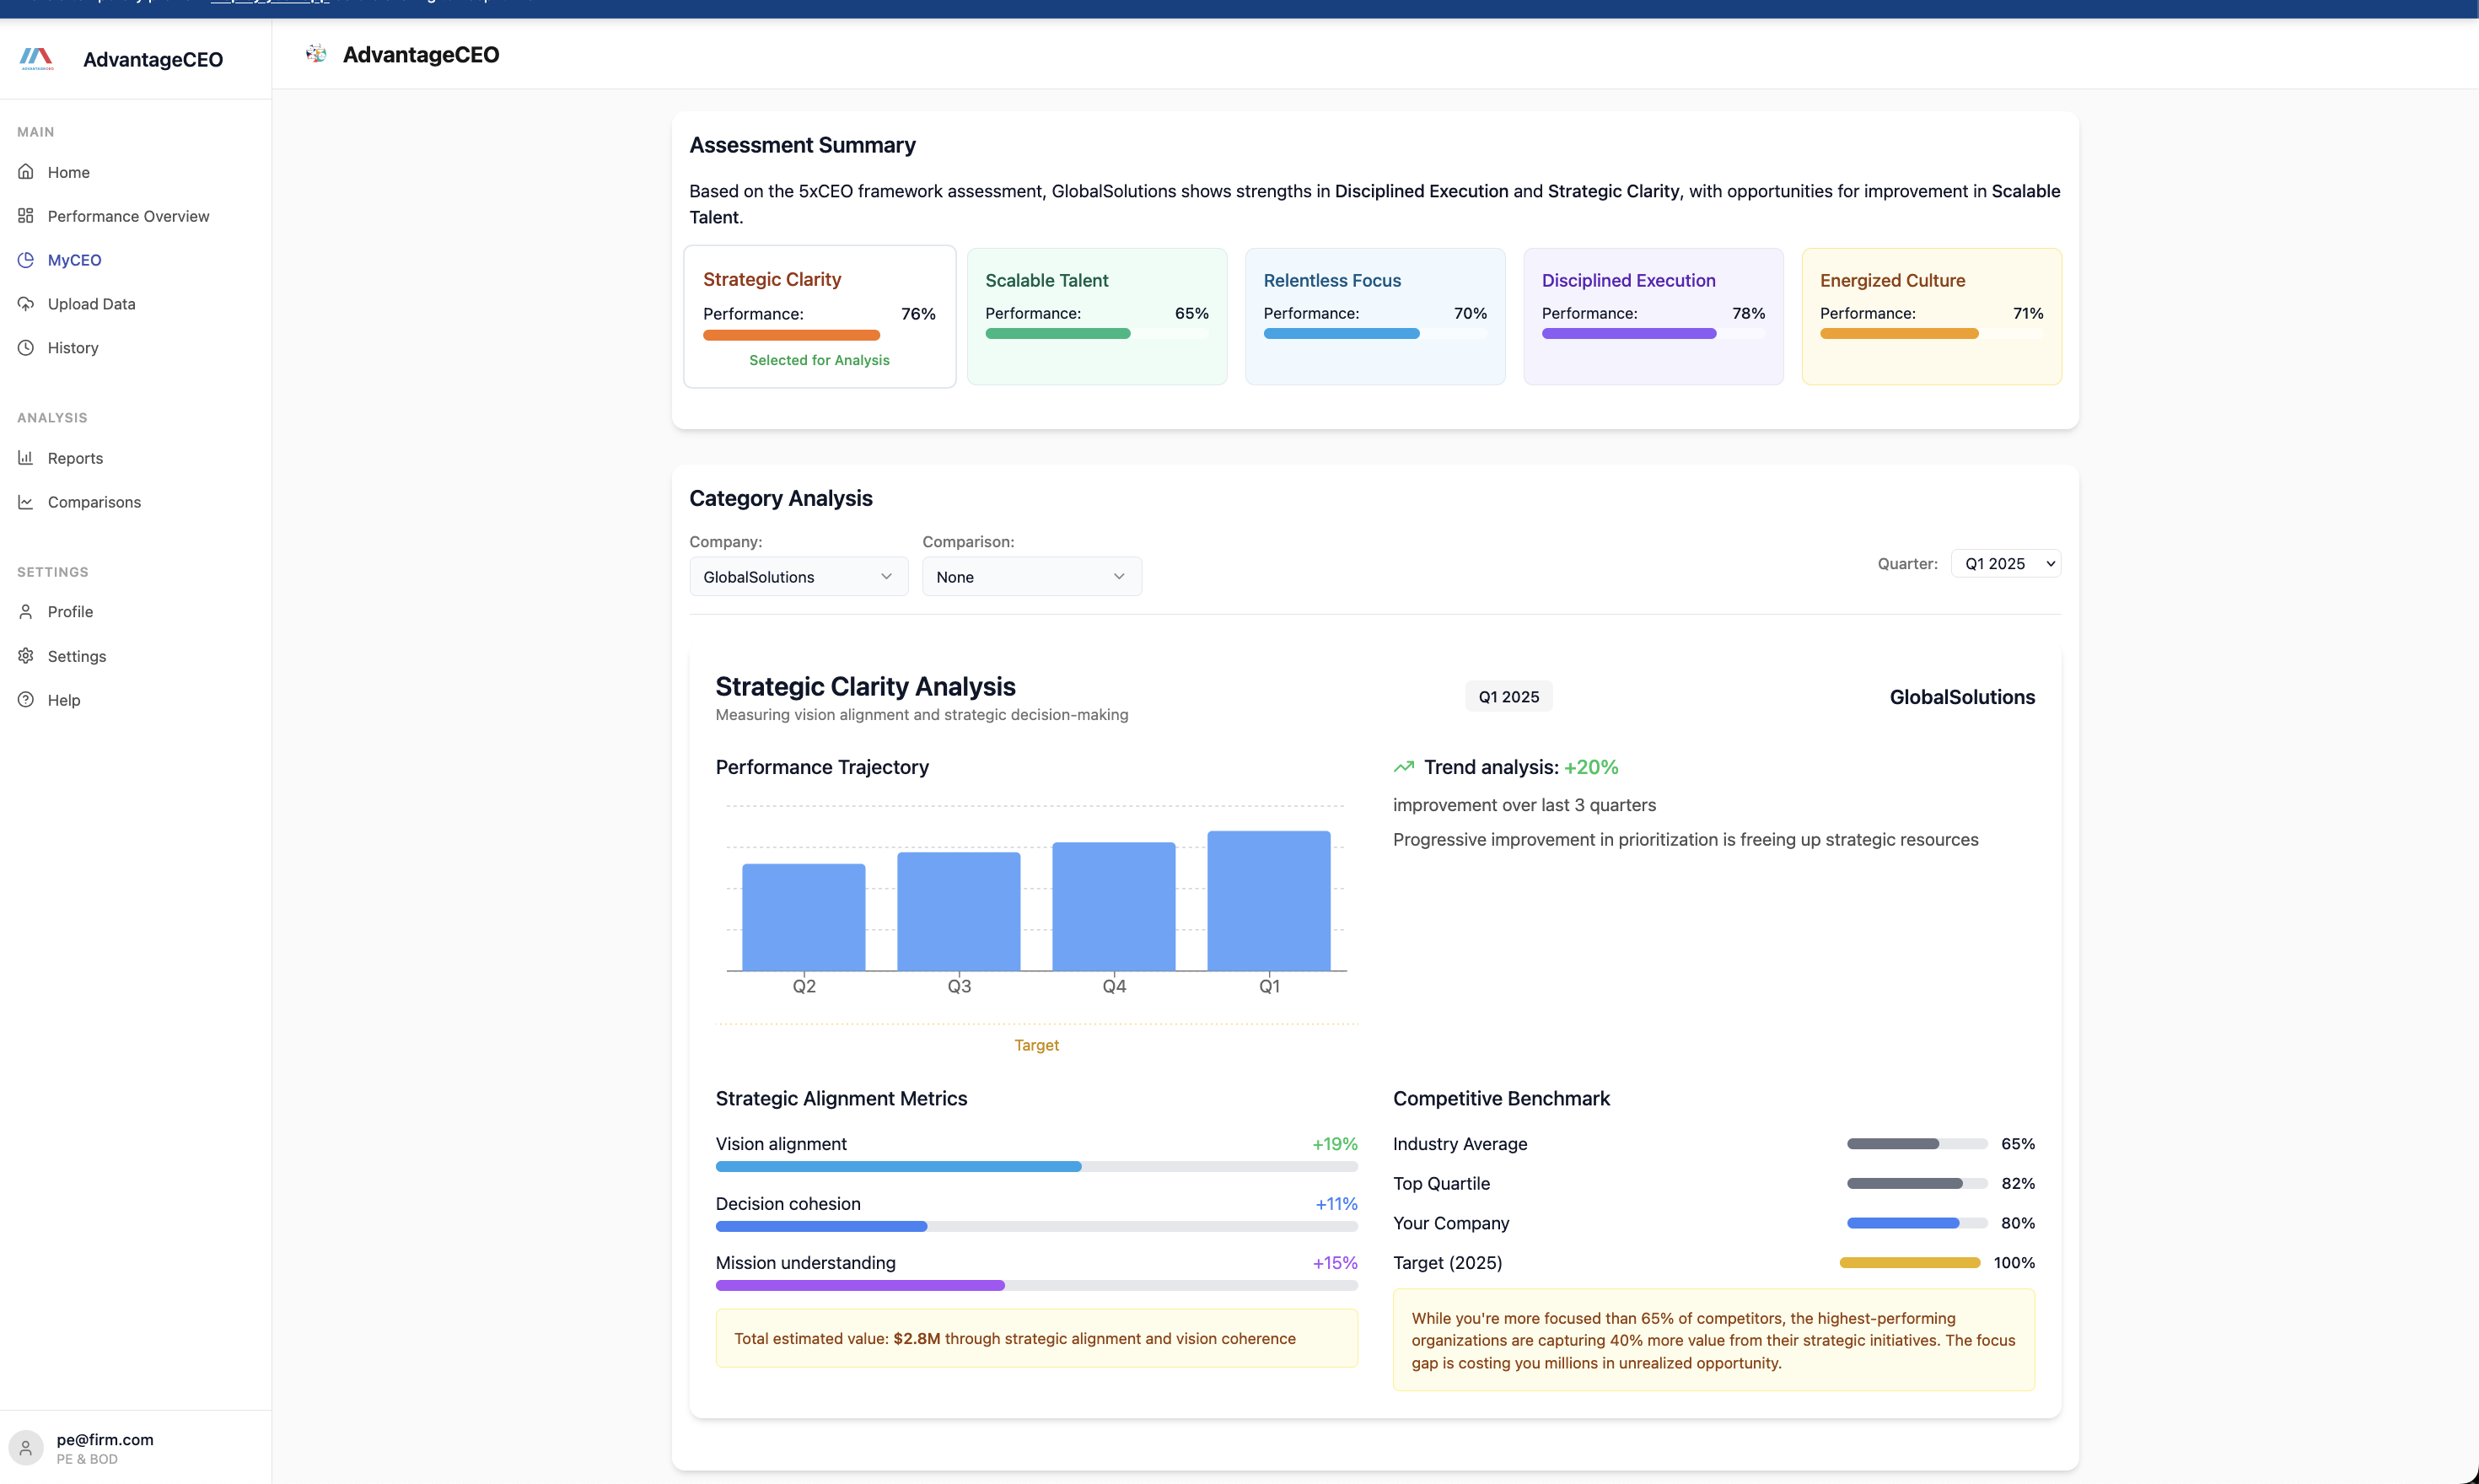 AdvantageCEO
AdvantageCEO
MAIN
Home
Performance Overview
MyCEO
Upload Data
History
ANALYSIS
Reports
Comparisons
SETTINGS
Profile
Settings
Help
pe@firm.com
PE & BOD
Assessment Summary
Based on the 5xCEO framework assessment, GlobalSolutions shows strengths in Disciplined Execution and Strategic Clarity, with opportunities for improvement in Scalable
Talent.
Strategic Clarity
Performance: 76%
Selected for Analysis
Scalable Talent
Performance: 65%
Relentless Focus
Performance: 70%
Disciplined Execution
Performance: 78%
Energized Culture
Performance: 71%
Category Analysis
Company:
GlobalSolutions
Comparison:
None
Quarter: Q1 2025
Strategic Clarity Analysis
Measuring vision alignment and strategic decision-making
Q1 2025
GlobalSolutions
Performance Trajectory
Q2 Q3 Q4 Q1
Target
Trend analysis: +20%
improvement over last 3 quarters
Progressive improvement in prioritization is freeing up strategic resources
Strategic Alignment Metrics
Vision alignment +19%
Decision cohesion +11%
Mission understanding +15%
Total estimated value: $2.8M through strategic alignment and vision coherence
Competitive Benchmark
Industry Average 65%
Top Quartile 82%
Your Company 80%
Target (2025) 100%
While you're more focused than 65% of competitors, the highest-performing
organizations are capturing 40% more value from their strategic initiatives. The focus
gap is costing you millions in unrealized opportunity.